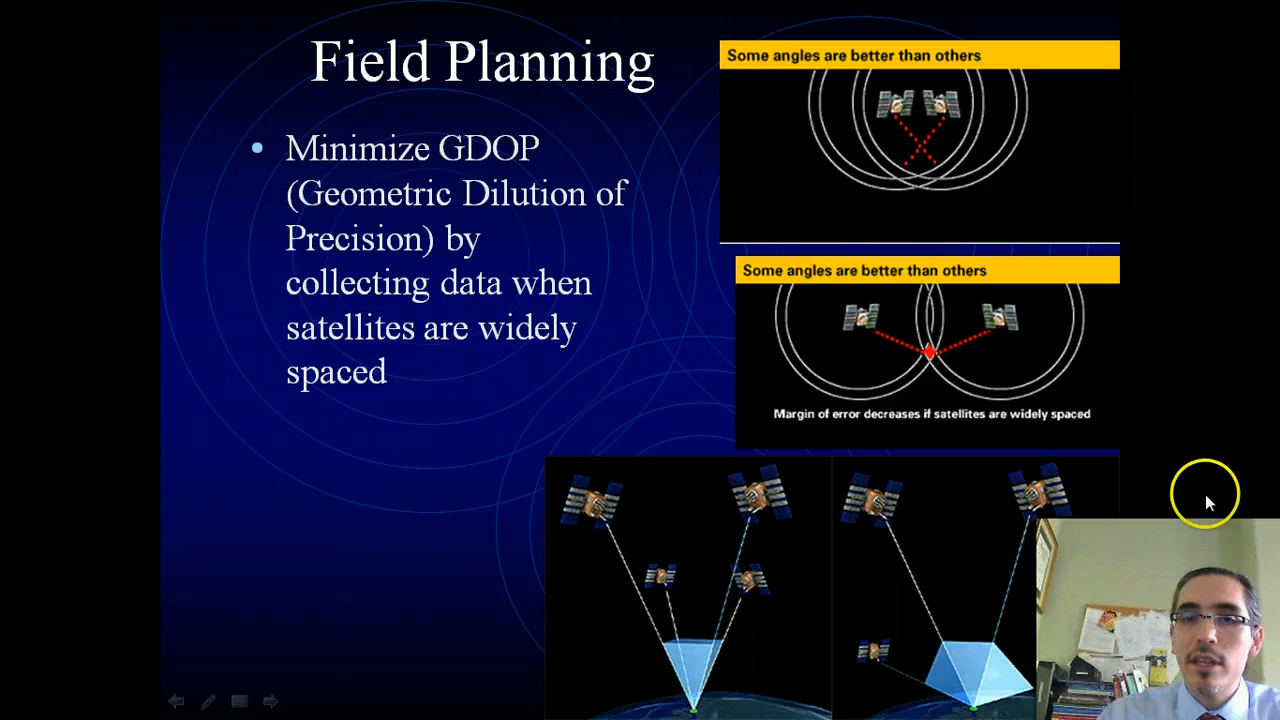 Field Planning
Minimize GDOP
(Geometric Dilution of
Precision) by
collecting data when
satellites are widely
spaced
Some angles are better than others
Some angles are better than others
Margin of error decreases if satellites are widely spaced